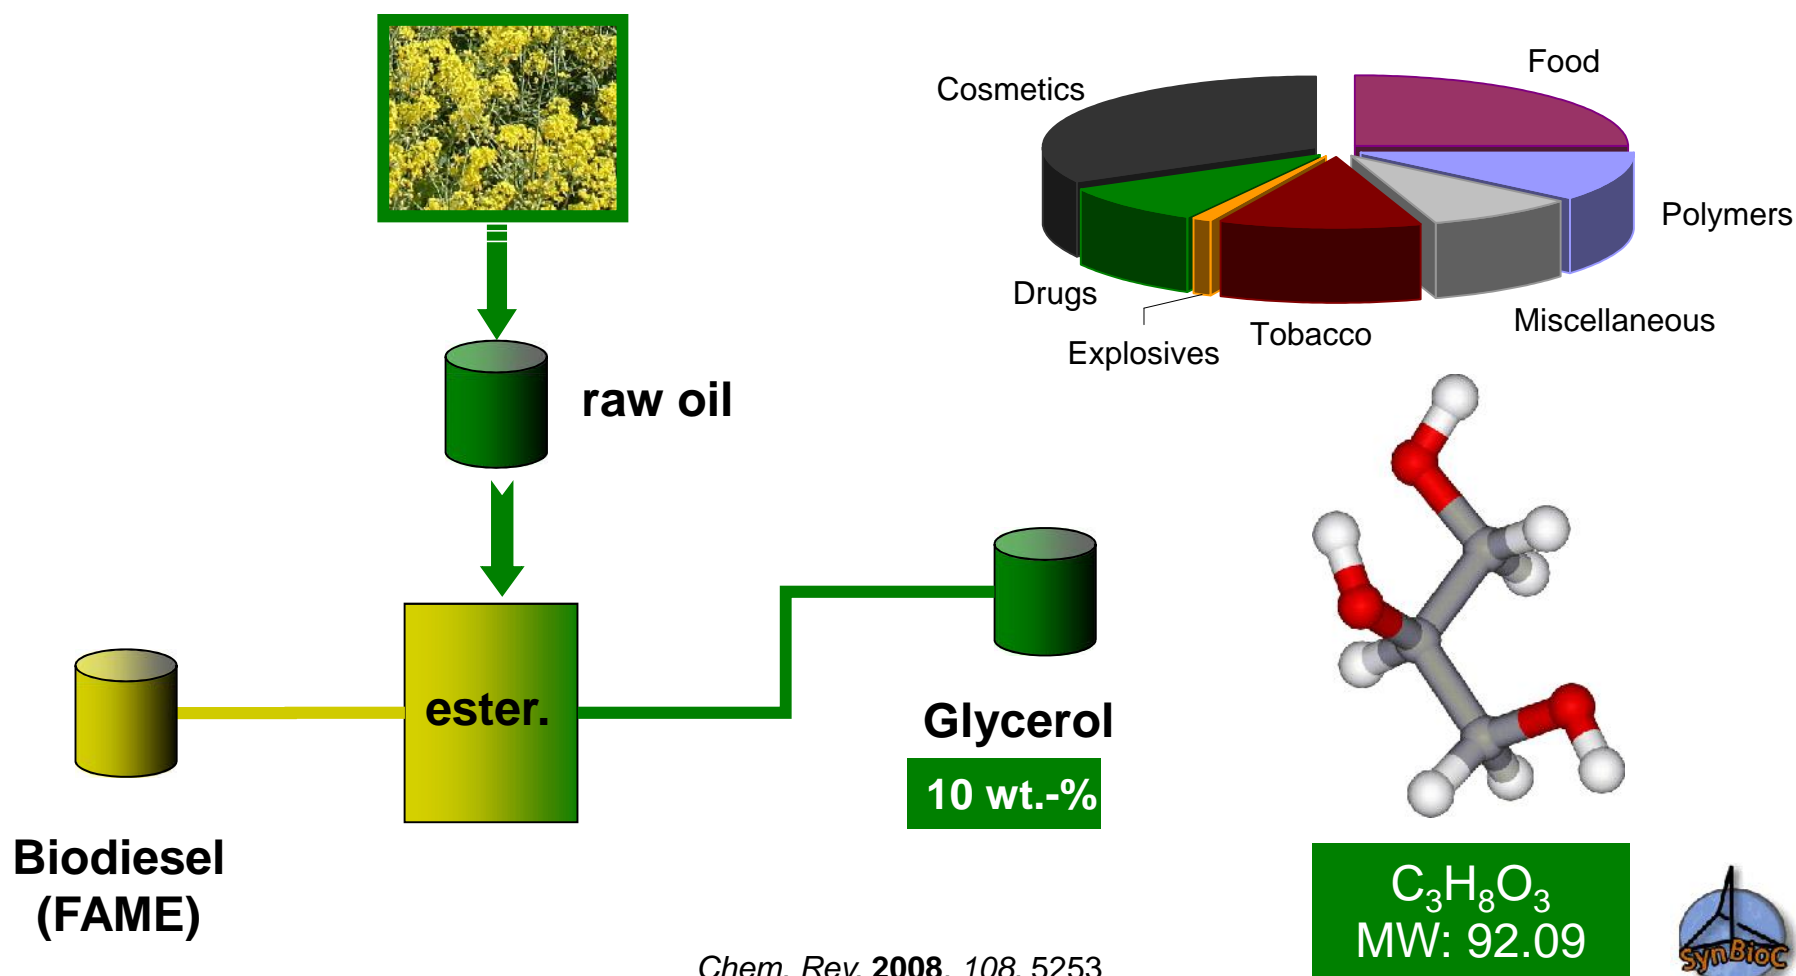 Food
Cosmetics
Polymers
Drugs
Miscellaneous
Tobacco
Explosives
raw oil
ester.
Glycerol
10 wt.-%
Biodiesel
(FAME)
C₃H₈O₃
MW: 92.09
SynBioC
Chem. Rev. 2008, 108, 5253